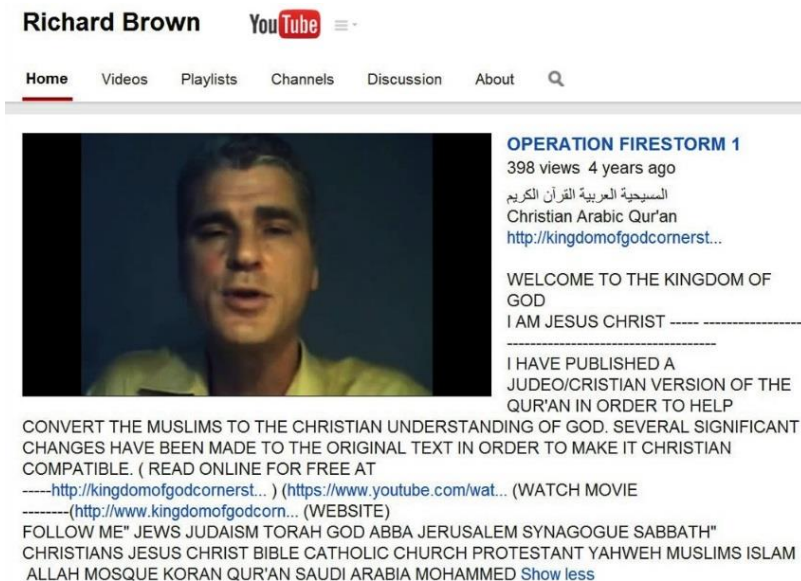 Richard Brown
YouTube
Home Videos Playlists Channels Discussion About
OPERATION FIRESTORM 1
398 views 4 years ago
المسيحية العربية القرآن الكريم
Christian Arabic Qur'an
http://kingdomofgodcornerst...
WELCOME TO THE KINGDOM OF
GOD
I AM JESUS CHRIST ----- -----------------
------------------------------------
I HAVE PUBLISHED A
JUDEO/CRISTIAN VERSION OF THE
QUR'AN IN ORDER TO HELP
CONVERT THE MUSLIMS TO THE CHRISTIAN UNDERSTANDING OF GOD. SEVERAL SIGNIFICANT
CHANGES HAVE BEEN MADE TO THE ORIGINAL TEXT IN ORDER TO MAKE IT CHRISTIAN
COMPATIBLE. ( READ ONLINE FOR FREE AT
-----http://kingdomofgodcornerst... ) (https://www.youtube.com/wat... (WATCH MOVIE
--------(http://www.kingdomofgodcorn... (WEBSITE)
FOLLOW ME" JEWS JUDAISM TORAH GOD ABBA JERUSALEM SYNAGOGUE SABBATH"
CHRISTIANS JESUS CHRIST BIBLE CATHOLIC CHURCH PROTESTANT YAHWEH MUSLIMS ISLAM
ALLAH MOSQUE KORAN QUR'AN SAUDI ARABIA MOHAMMED Show less